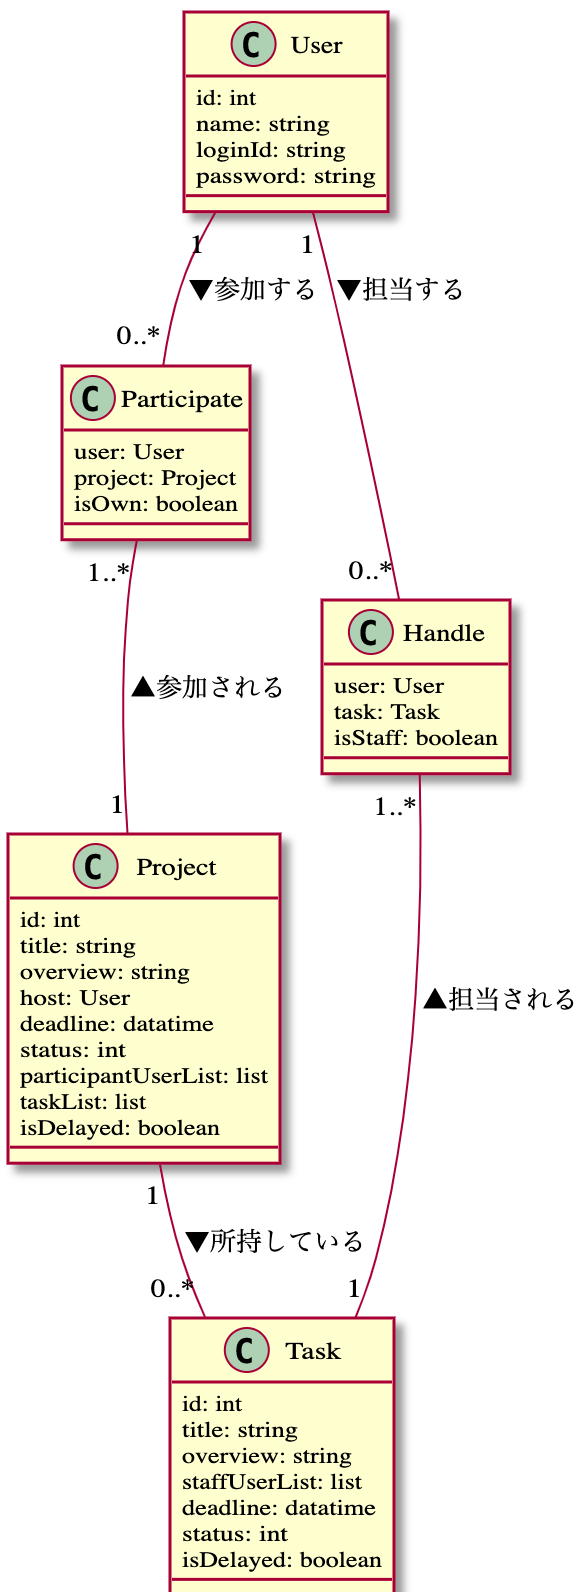 C User
id: int
name: string
loginId: string
password: string
1
1
▼参加する
▼担当する
0..*
C Participate
user: User
project: Project
isOwn: boolean
1..*
0..*
C Handle
user: User
task: Task
isStaff: boolean
▲参加される
1
1..*
C Project
id: int
title: string
overview: string
host: User
deadline: datatime
status: int
participantUserList: list
taskList: list
isDelayed: boolean
▲担当される
1
▼所持している
0..*
1
C Task
id: int
title: string
overview: string
staffUserList: list
deadline: datatime
status: int
isDelayed: boolean